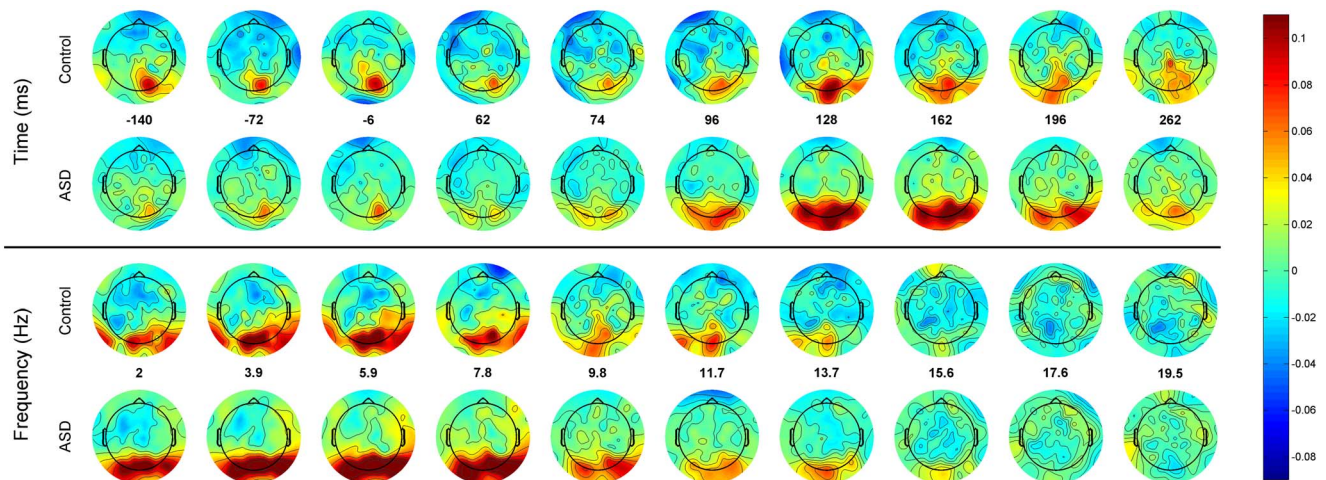 Time (ms)
Control
-140 -72 -6 62 74 96 128 162 196 262
ASD
Frequency (Hz)
Control
2 3.9 5.9 7.8 9.8 11.7 13.7 15.6 17.6 19.5
ASD
0.1
0.08
0.06
0.04
0.02
0
-0.02
-0.04
-0.06
-0.08